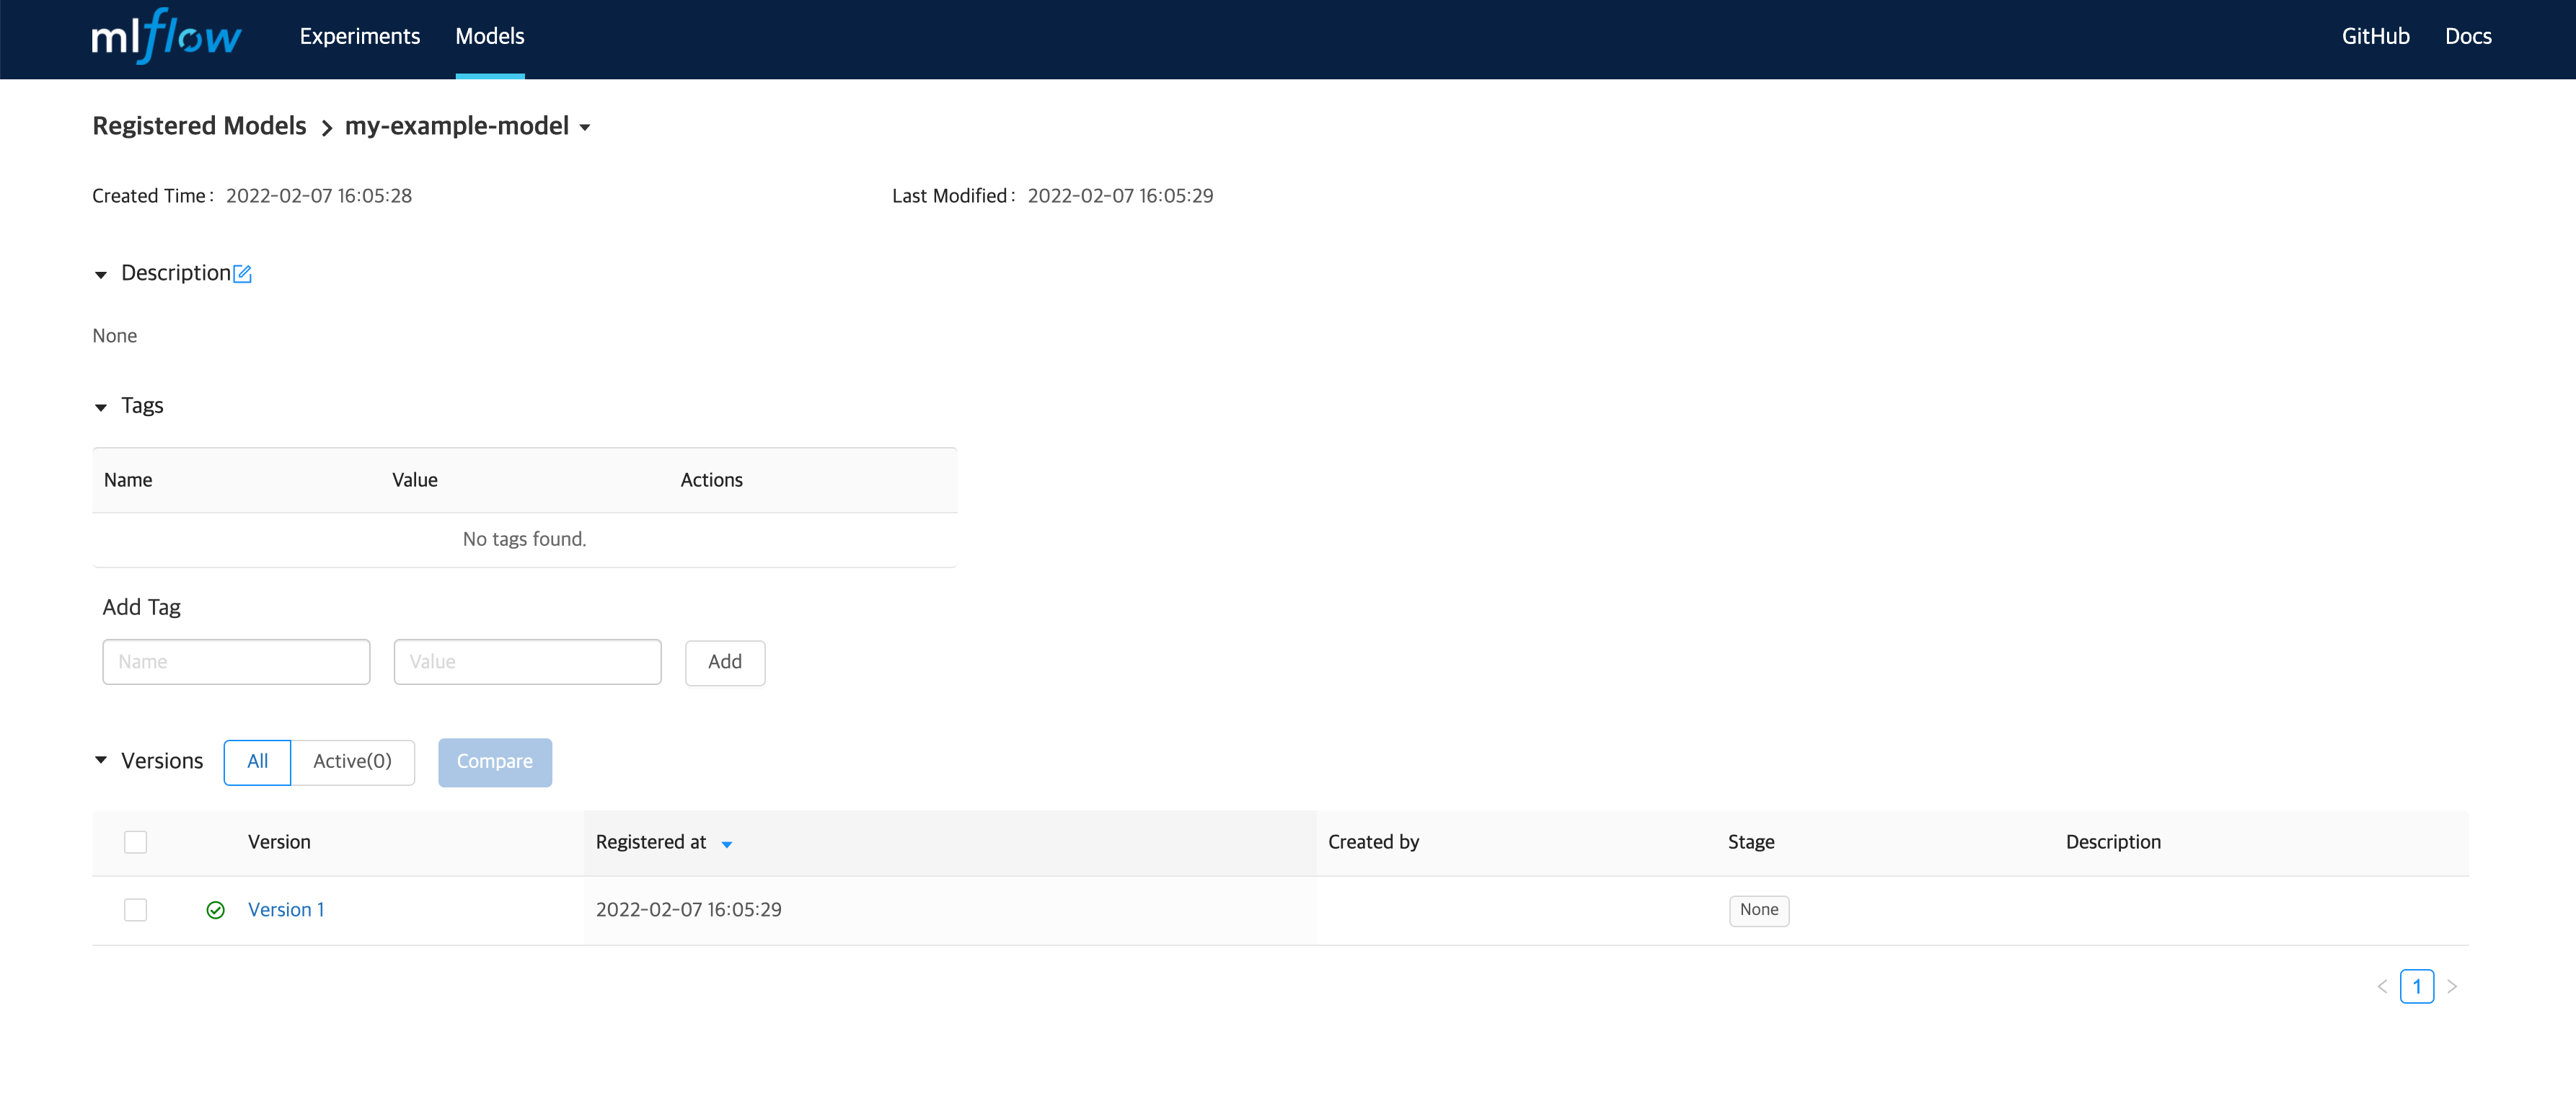 mlflow Experiments Models GitHub Docs
Registered Models > my-example-model
Created Time: 2022-02-07 16:05:28 Last Modified: 2022-02-07 16:05:29
Description
None
Tags
Name Value Actions
No tags found.
Add Tag
Name Value Add
Versions All Active(0) Compare
Version Registered at Created by Stage Description
Version 1 2022-02-07 16:05:29 None
< 1 >